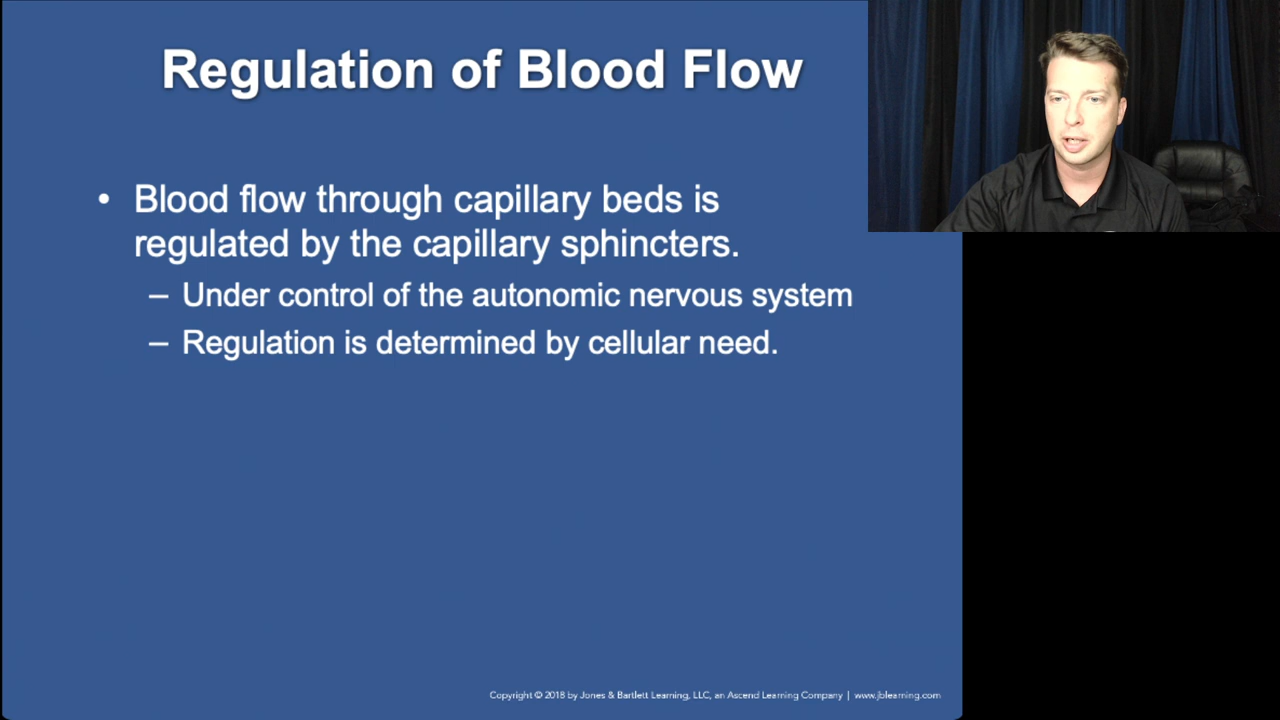 Regulation of Blood Flow
• Blood flow through capillary beds is
regulated by the capillary sphincters.
– Under control of the autonomic nervous system
– Regulation is determined by cellular need.
Copyright © 2018 by Jones & Bartlett Learning, LLC, an Ascend Learning Company | www.jblearning.com